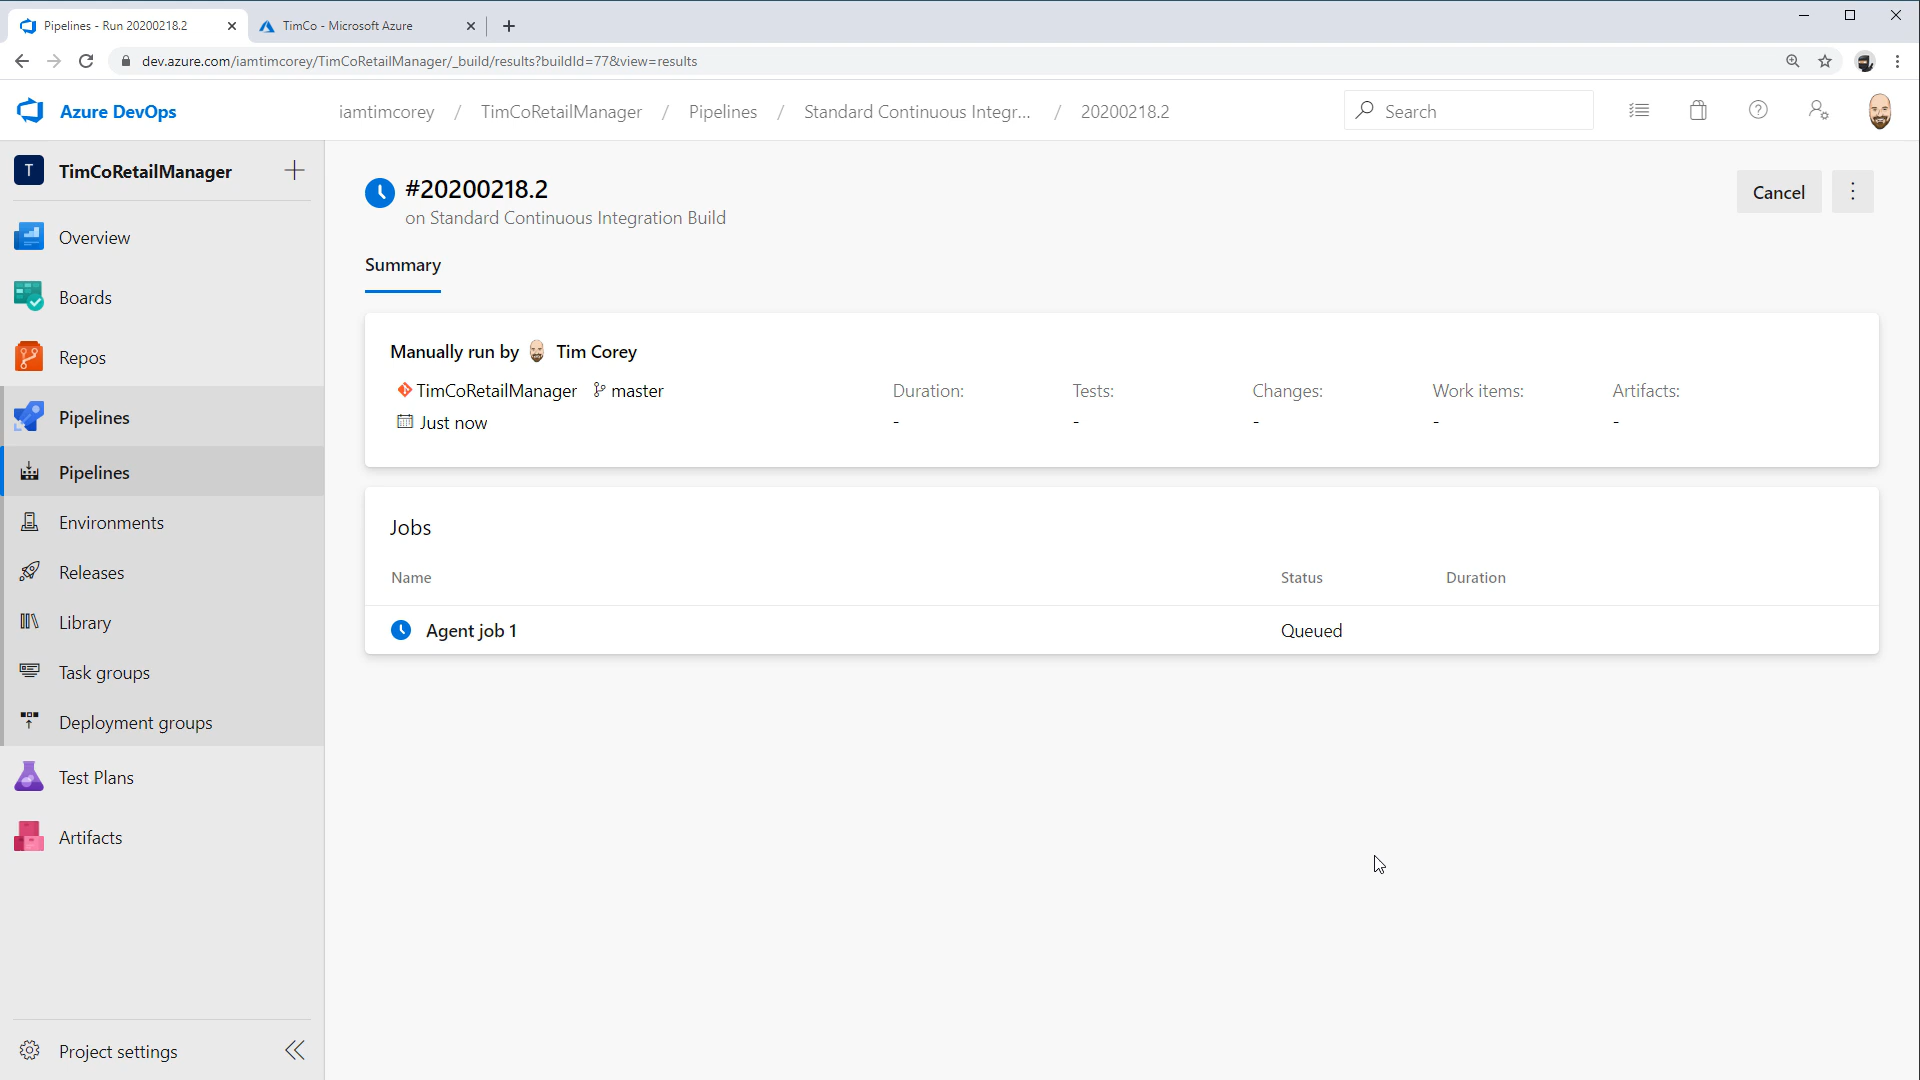 Pipelines - Run 20200218.2
TimCo - Microsoft Azure
dev.azure.com/iamtimcorey/TimCoRetailManager/_build/results?buildId=77&view=results
Azure DevOps
iamtimcorey / TimCoRetailManager / Pipelines / Standard Continuous Integr... / 20200218.2
Search
T TimCoRetailManager
Overview
Boards
Repos
Pipelines
Pipelines
Environments
Releases
Library
Task groups
Deployment groups
Test Plans
Artifacts
Project settings
#20200218.2
on Standard Continuous Integration Build
Cancel
Summary
Manually run by Tim Corey
TimCoRetailManager master
Just now
Duration: Tests: Changes: Work items: Artifacts:
- - - - -
Jobs
Name Status Duration
Agent job 1 Queued